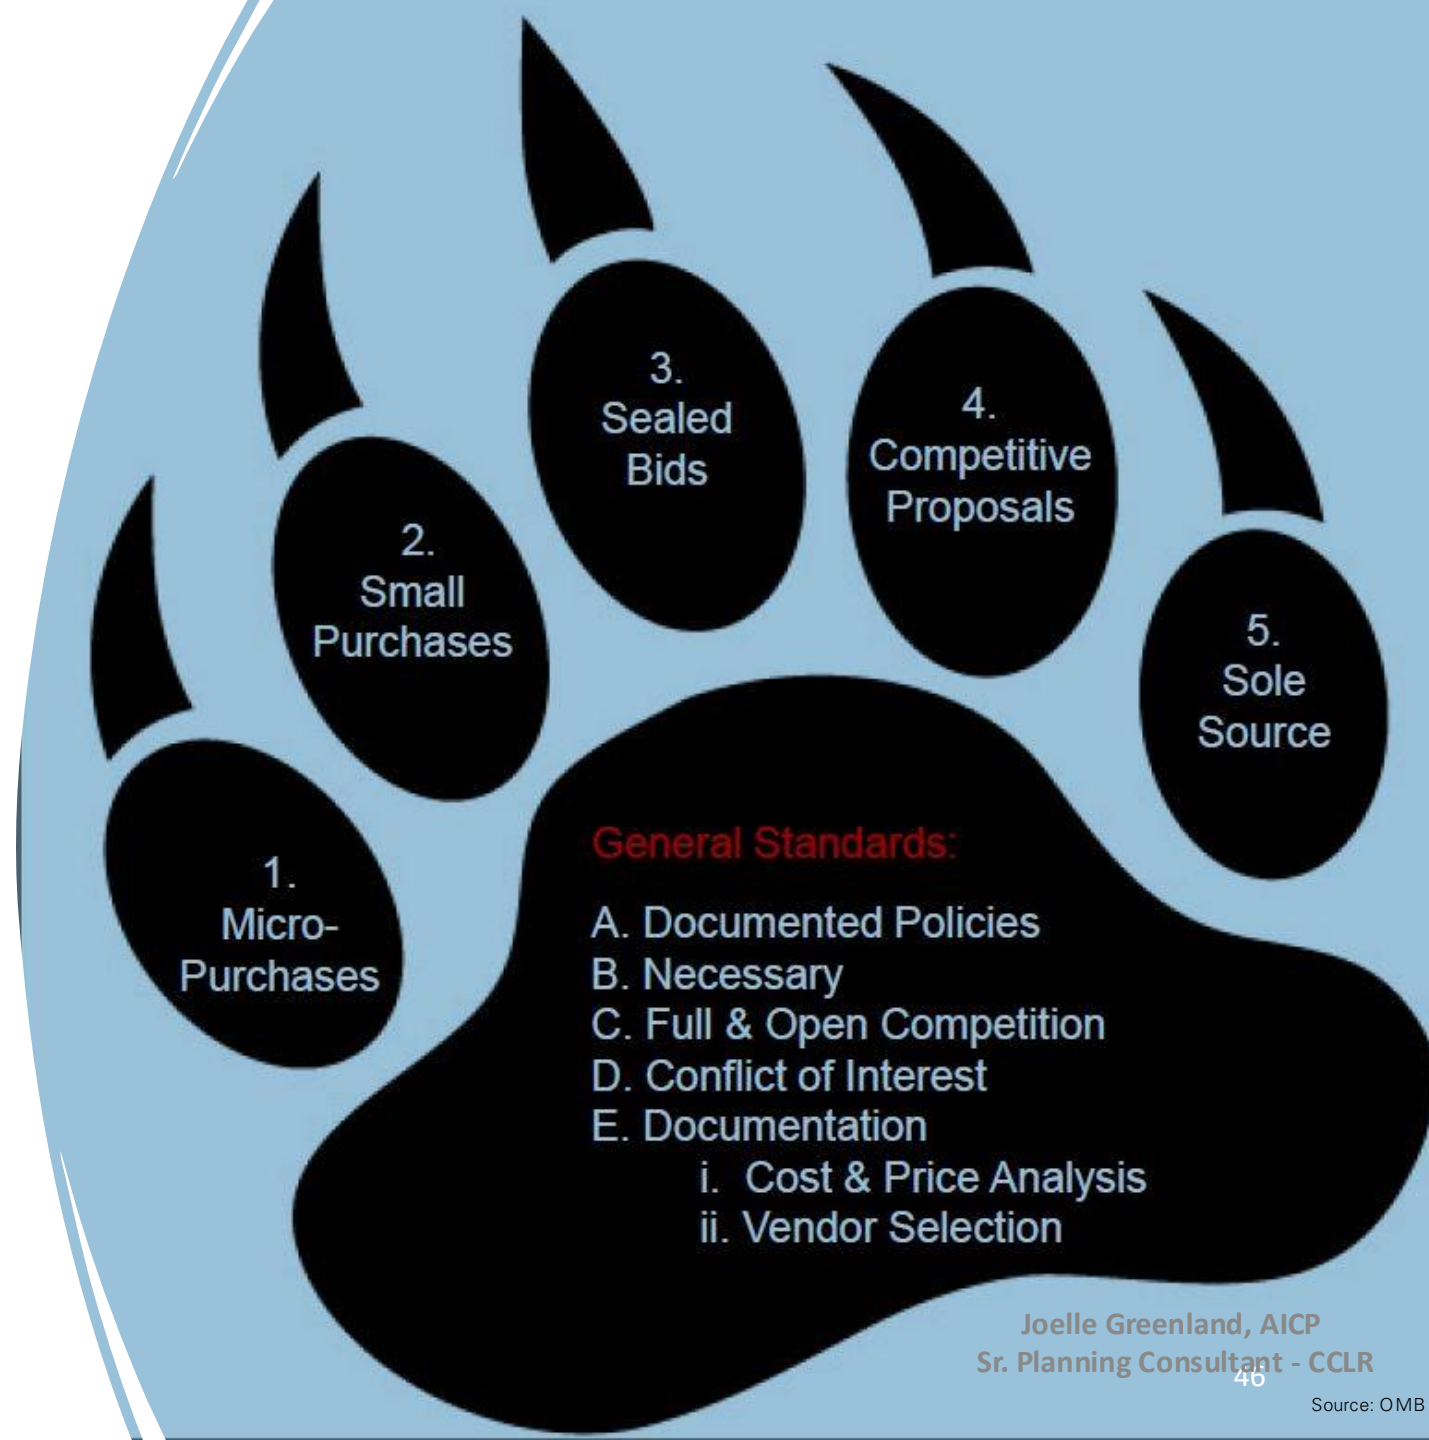 1.
Micro-
Purchases
2.
Small
Purchases
3.
Sealed
Bids
4.
Competitive
Proposals
5.
Sole
Source
General Standards:
A. Documented Policies
B. Necessary
C. Full & Open Competition
D. Conflict of Interest
E. Documentation
i. Cost & Price Analysis
ii. Vendor Selection
Joelle Greenland, AICP
Sr. Planning Consultant - CCLR
46
Source: OMB